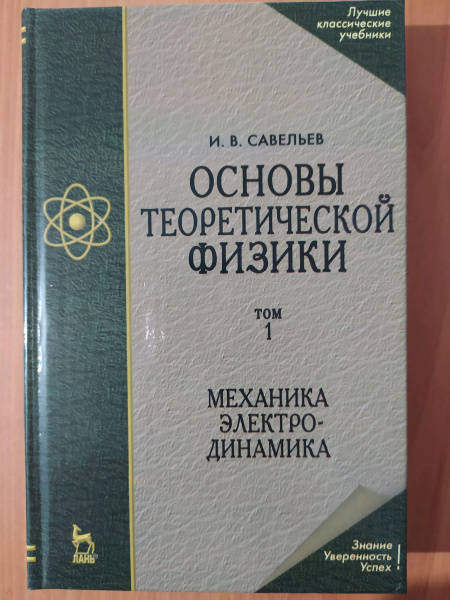 Лучшие
классические
учебники
И. В. САВЕЛЬЕВ
ОСНОВЫ
ТЕОРЕТИЧЕСКОЙ
ФИЗИКИ
ТОМ
1
МЕХАНИКА
ЭЛЕКТРО-
ДИНАМИКА
Знание
Уверенность
Успех!
ЛАНЬ